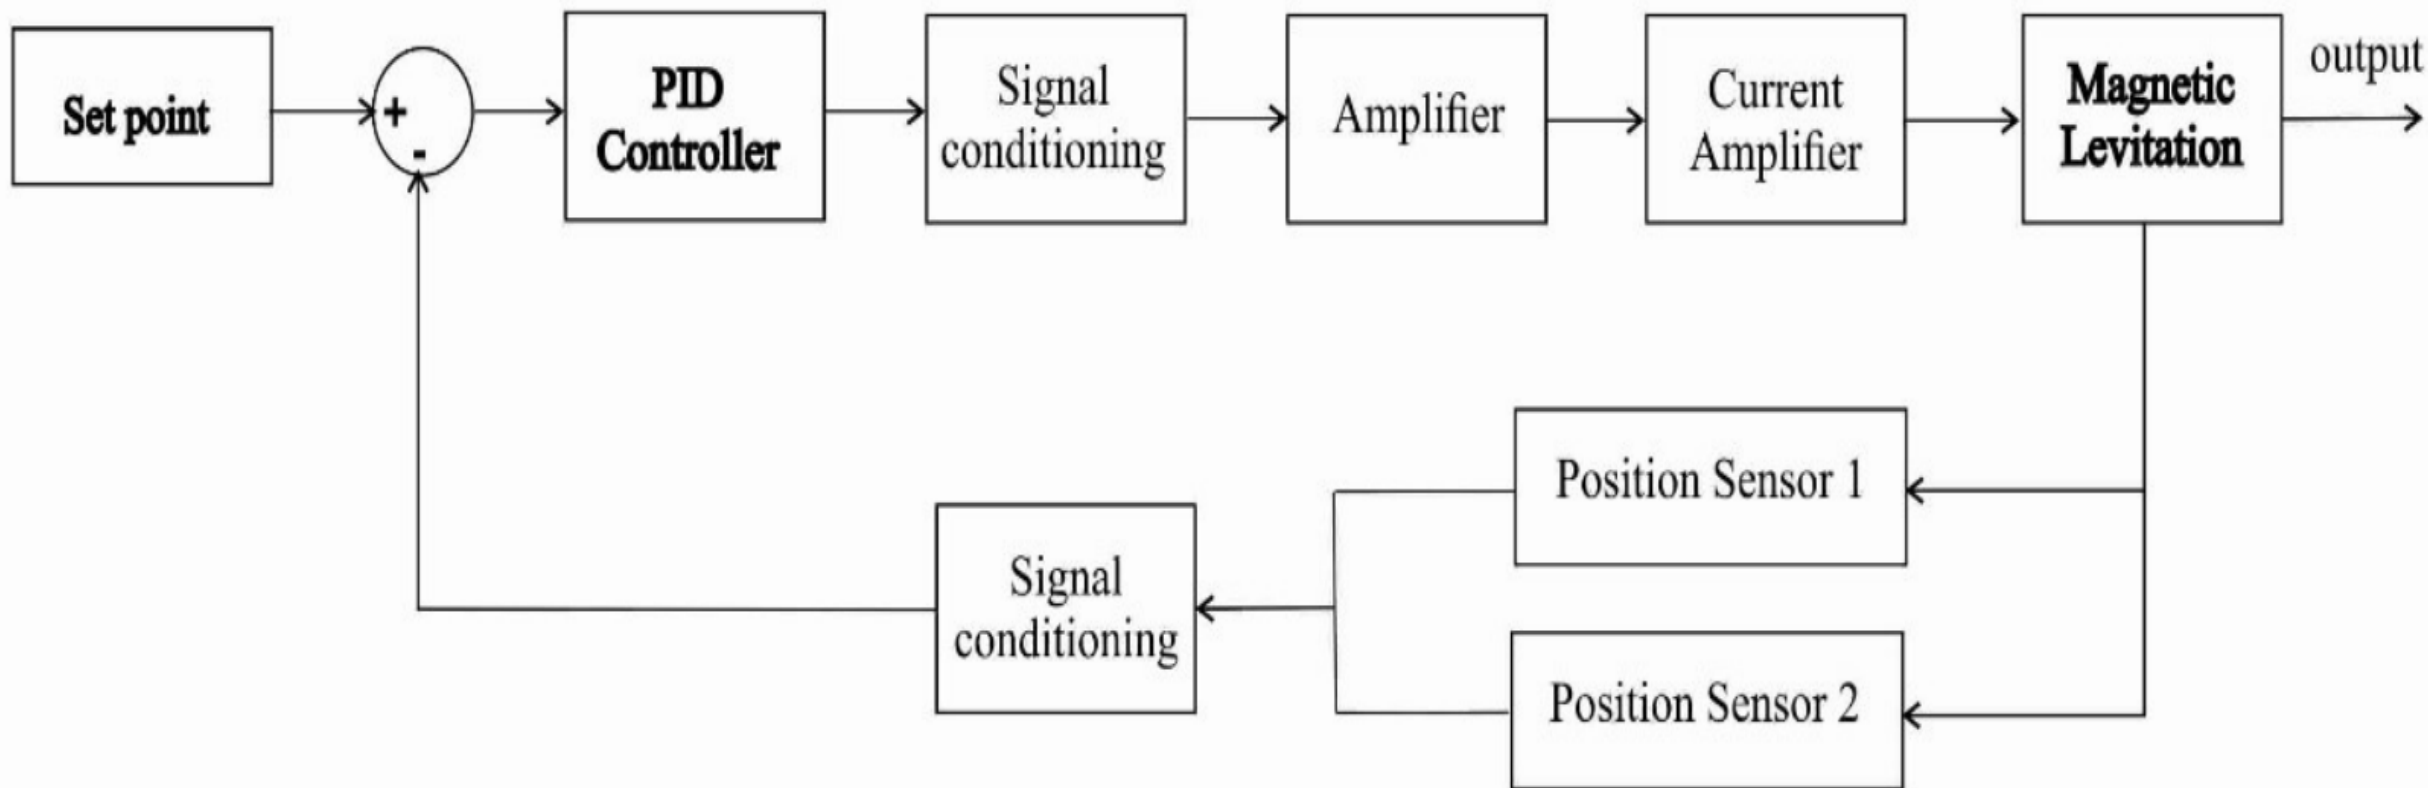 Set point
+
-
PID
Controller
Signal
conditioning
Amplifier
Current
Amplifier
Magnetic
Levitation
output
Position Sensor 1
Signal
conditioning
Position Sensor 2